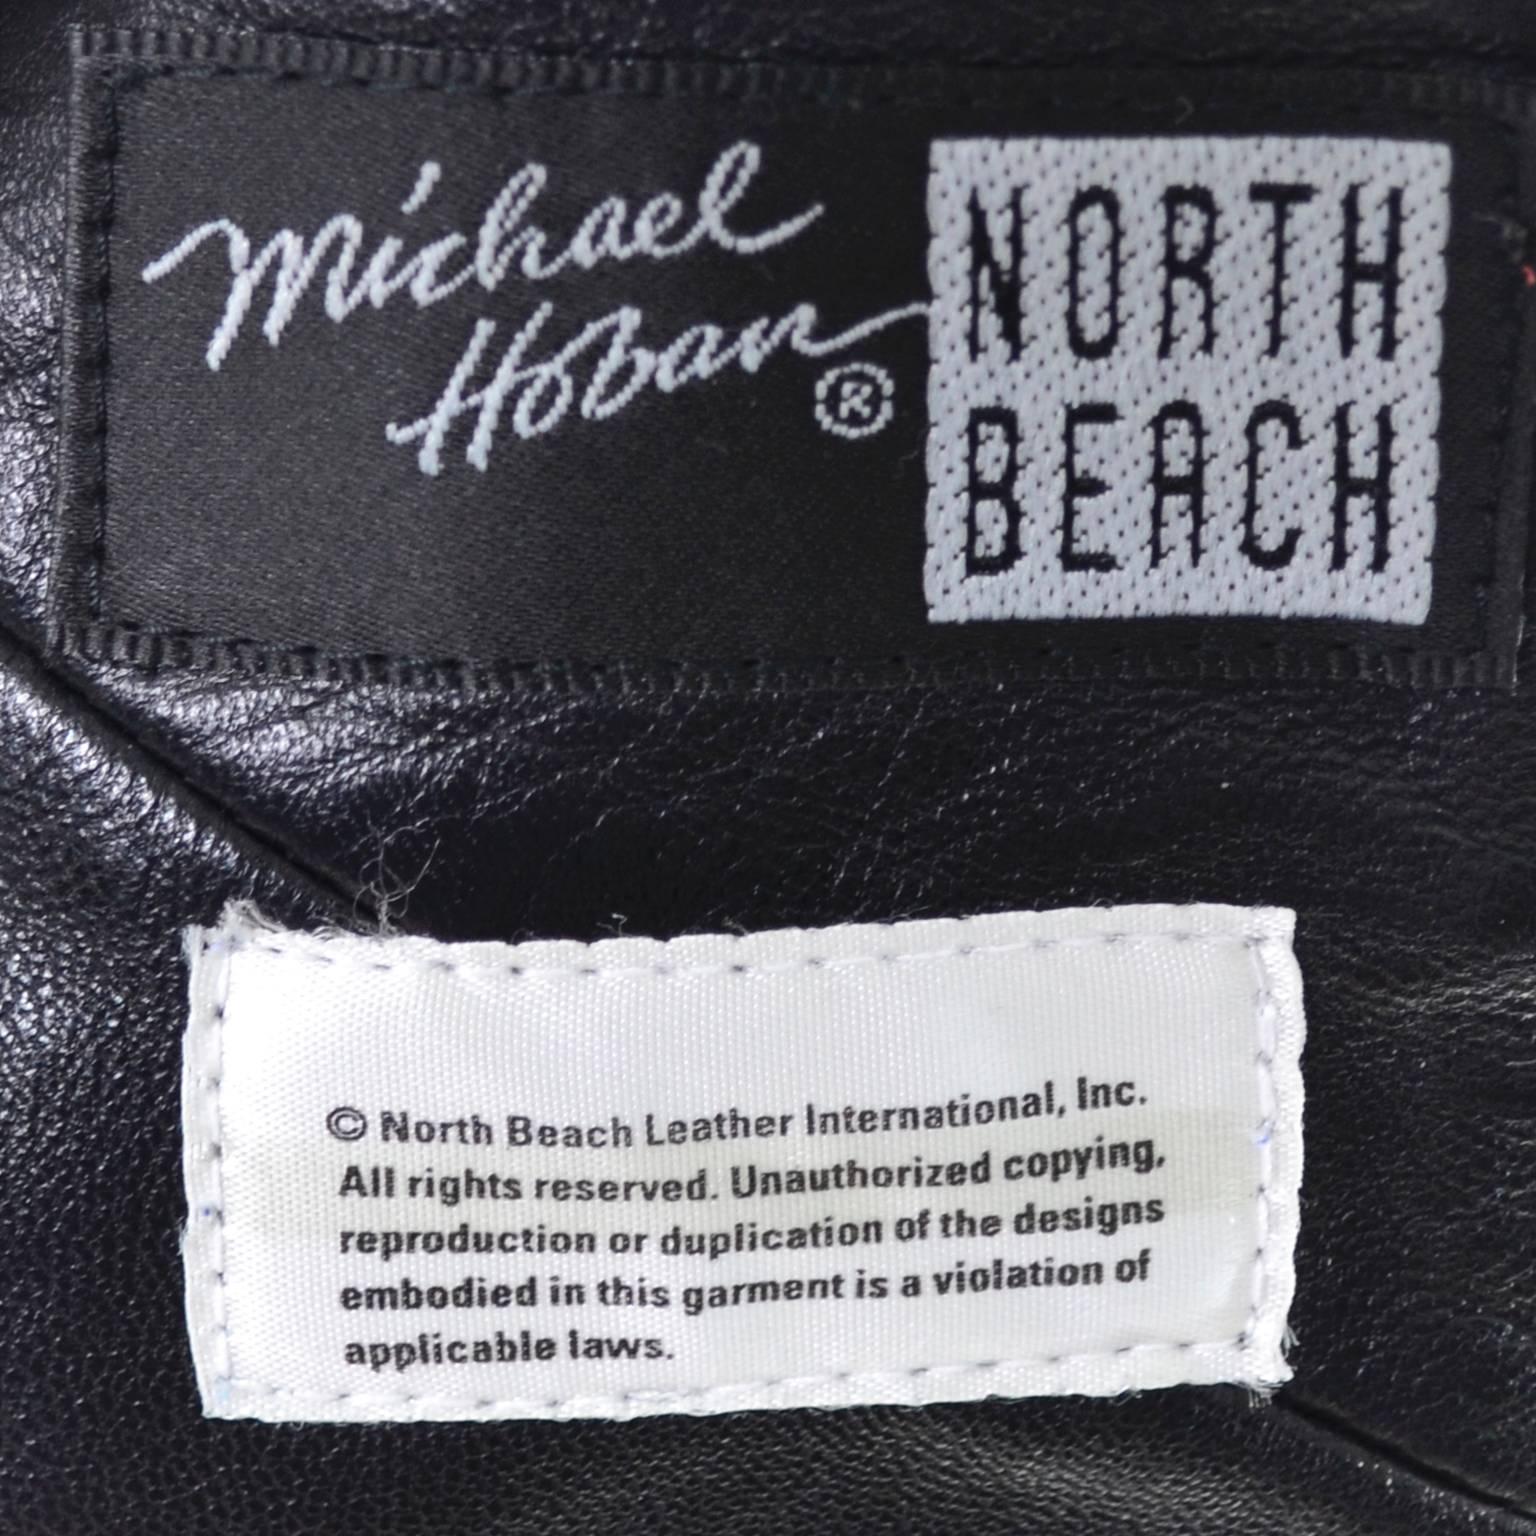 Michael
Hoban
®
NORTH
BEACH
© North Beach Leather International, Inc.
All rights reserved. Unauthorized copying,
reproduction or duplication of the designs
embodied in this garment is a violation of
applicable laws.